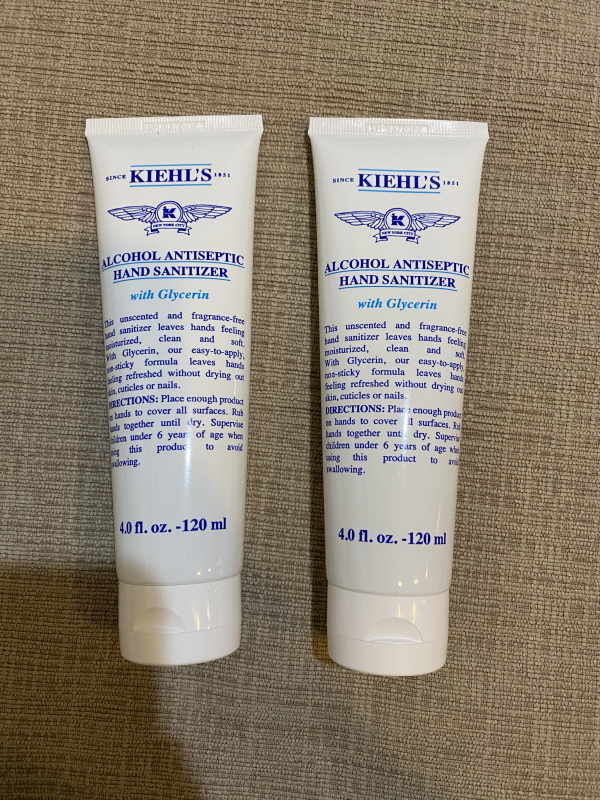 SINCE KIEHL'S 1851
NEW YORK CITY
ALCOHOL ANTISEPTIC
HAND SANITIZER
with Glycerin
This unscented and fragrance-free
hand sanitizer leaves hands feeling
moisturized, clean and soft.
With Glycerin, our easy-to-apply,
non-sticky formula leaves hands
feeling refreshed without drying out
skin, cuticles or nails.
DIRECTIONS: Place enough product
on hands to cover all surfaces. Rub
hands together until dry. Supervise
children under 6 years of age when
using this product to avoid
swallowing.
4.0 fl. oz. -120 ml
SINCE KIEHL'S 1851
K
NEW YORK CITY
ALCOHOL ANTISEPTIC
HAND SANITIZER
with Glycerin
This unscented and fragrance-free
hand sanitizer leaves hands feeling
moisturized, clean and soft.
With Glycerin, our easy-to-apply,
non-sticky formula leaves hands
feeling refreshed without drying out
skin, cuticles or nails.
DIRECTIONS: Place enough product
on hands to cover all surfaces. Rub
hands together until dry. Supervise
children under 6 years of age when
using this product to avoid
swallowing.
4.0 fl. oz. -120 ml